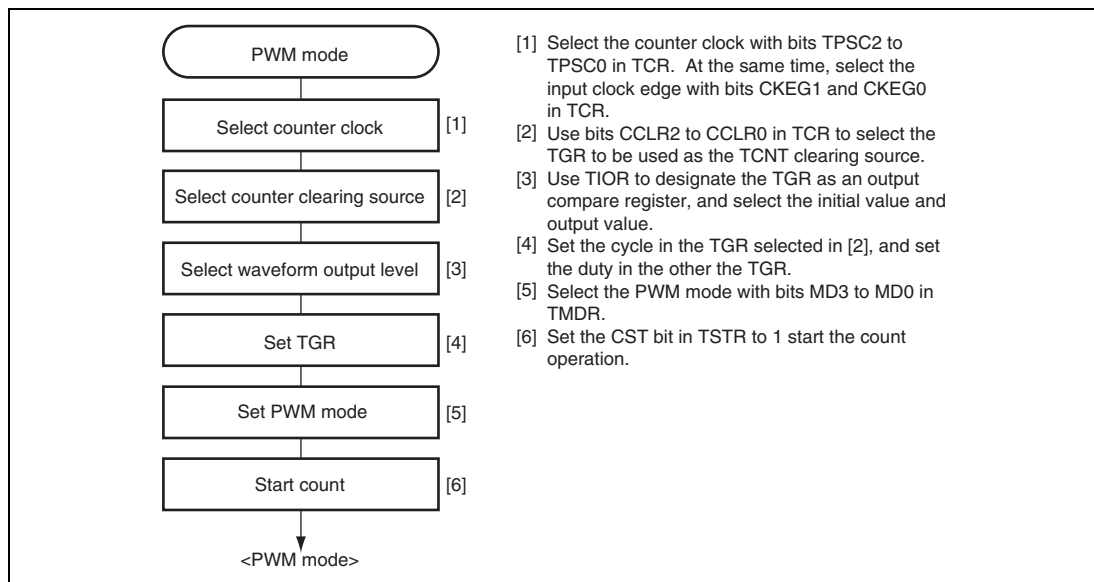 PWM mode
Select counter clock [1]
Select counter clearing source [2]
Select waveform output level [3]
Set TGR [4]
Set PWM mode [5]
Start count [6]
<PWM mode>
[1] Select the counter clock with bits TPSC2 to
TPSC0 in TCR. At the same time, select the
input clock edge with bits CKEG1 and CKEG0
in TCR.
[2] Use bits CCLR2 to CCLR0 in TCR to select the
TGR to be used as the TCNT clearing source.
[3] Use TIOR to designate the TGR as an output
compare register, and select the initial value and
output value.
[4] Set the cycle in the TGR selected in [2], and set
the duty in the other the TGR.
[5] Select the PWM mode with bits MD3 to MD0 in
TMDR.
[6] Set the CST bit in TSTR to 1 start the count
operation.